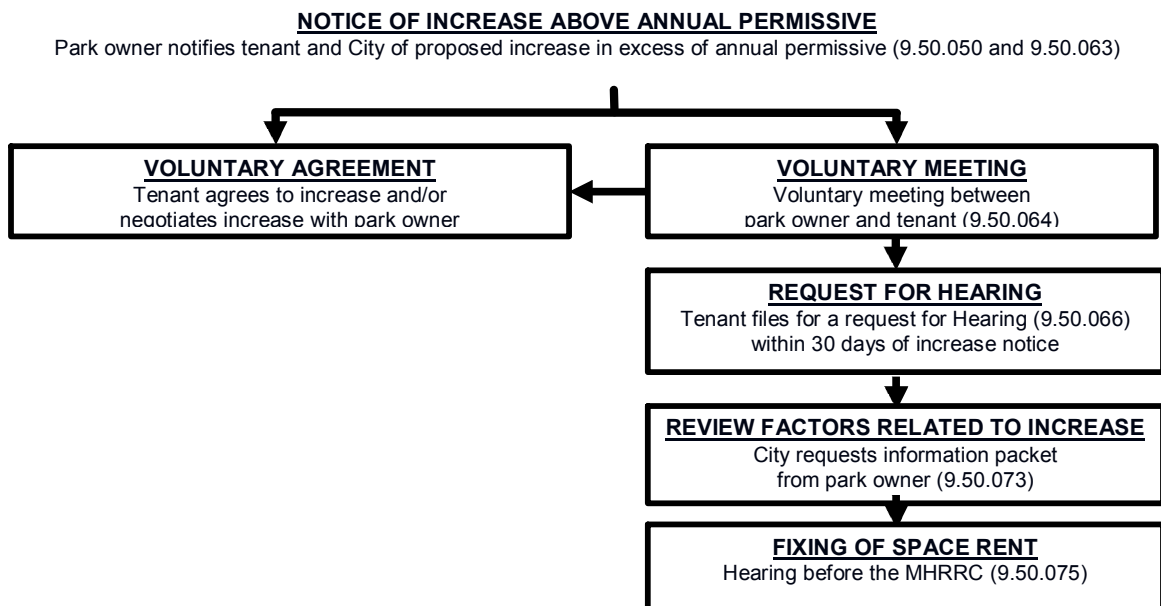 NOTICE OF INCREASE ABOVE ANNUAL PERMISSIVE
Park owner notifies tenant and City of proposed increase in excess of annual permissive (9.50.050 and 9.50.063)
VOLUNTARY AGREEMENT
Tenant agrees to increase and/or
negotiates increase with park owner
VOLUNTARY MEETING
Voluntary meeting between
park owner and tenant (9.50.064)
REQUEST FOR HEARING
Tenant files for a request for Hearing (9.50.066)
within 30 days of increase notice
REVIEW FACTORS RELATED TO INCREASE
City requests information packet
from park owner (9.50.073)
FIXING OF SPACE RENT
Hearing before the MHRRC (9.50.075)